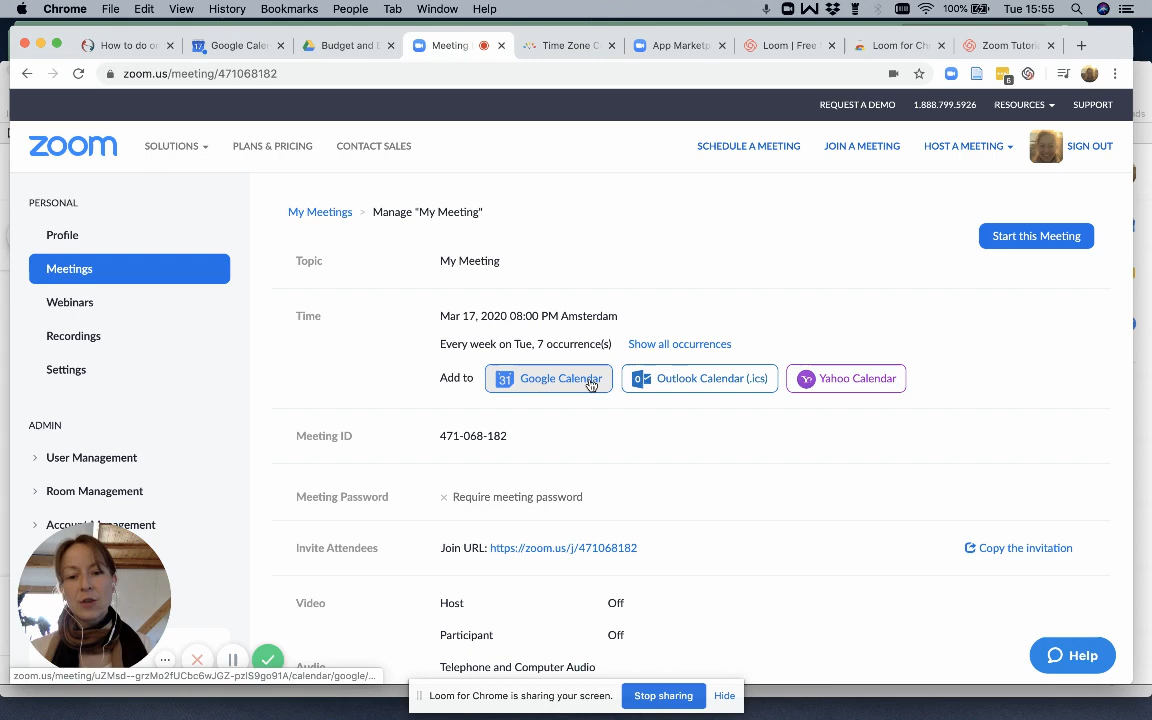 Chrome File Edit View History Bookmarks People Tab Window Help 100% Tue 15:55
How to do on Google Cale Budget and E Meeting Time Zone C App Marketp Loom | Free Loom for Ch Zoom Tutori
zoom.us/meeting/471068182 6
REQUEST A DEMO 1.888.799.5926 RESOURCES SUPPORT
zoom SOLUTIONS PLANS & PRICING CONTACT SALES SCHEDULE A MEETING JOIN A MEETING HOST A MEETING SIGN OUT
PERSONAL
Profile
Meetings
Webinars
Recordings
Settings
ADMIN
User Management
Room Management
Account Management
My Meetings > Manage "My Meeting"
Start this Meeting
Topic My Meeting
Time Mar 17, 2020 08:00 PM Amsterdam
Every week on Tue, 7 occurrence(s) Show all occurrences
Add to 31 Google Calendar Outlook Calendar (.ics) Yahoo Calendar
Meeting ID 471-068-182
Meeting Password × Require meeting password
Invite Attendees Join URL: https://zoom.us/j/471068182 Copy the invitation
Video Host Off
Participant Off
Audio Telephone and Computer Audio
Help
zoom.us/meeting/uZMsd--grzMo2fUCbc6wJGZ-pzlS9go91A/calendar/google/...
Loom for Chrome is sharing your screen. Stop sharing Hide